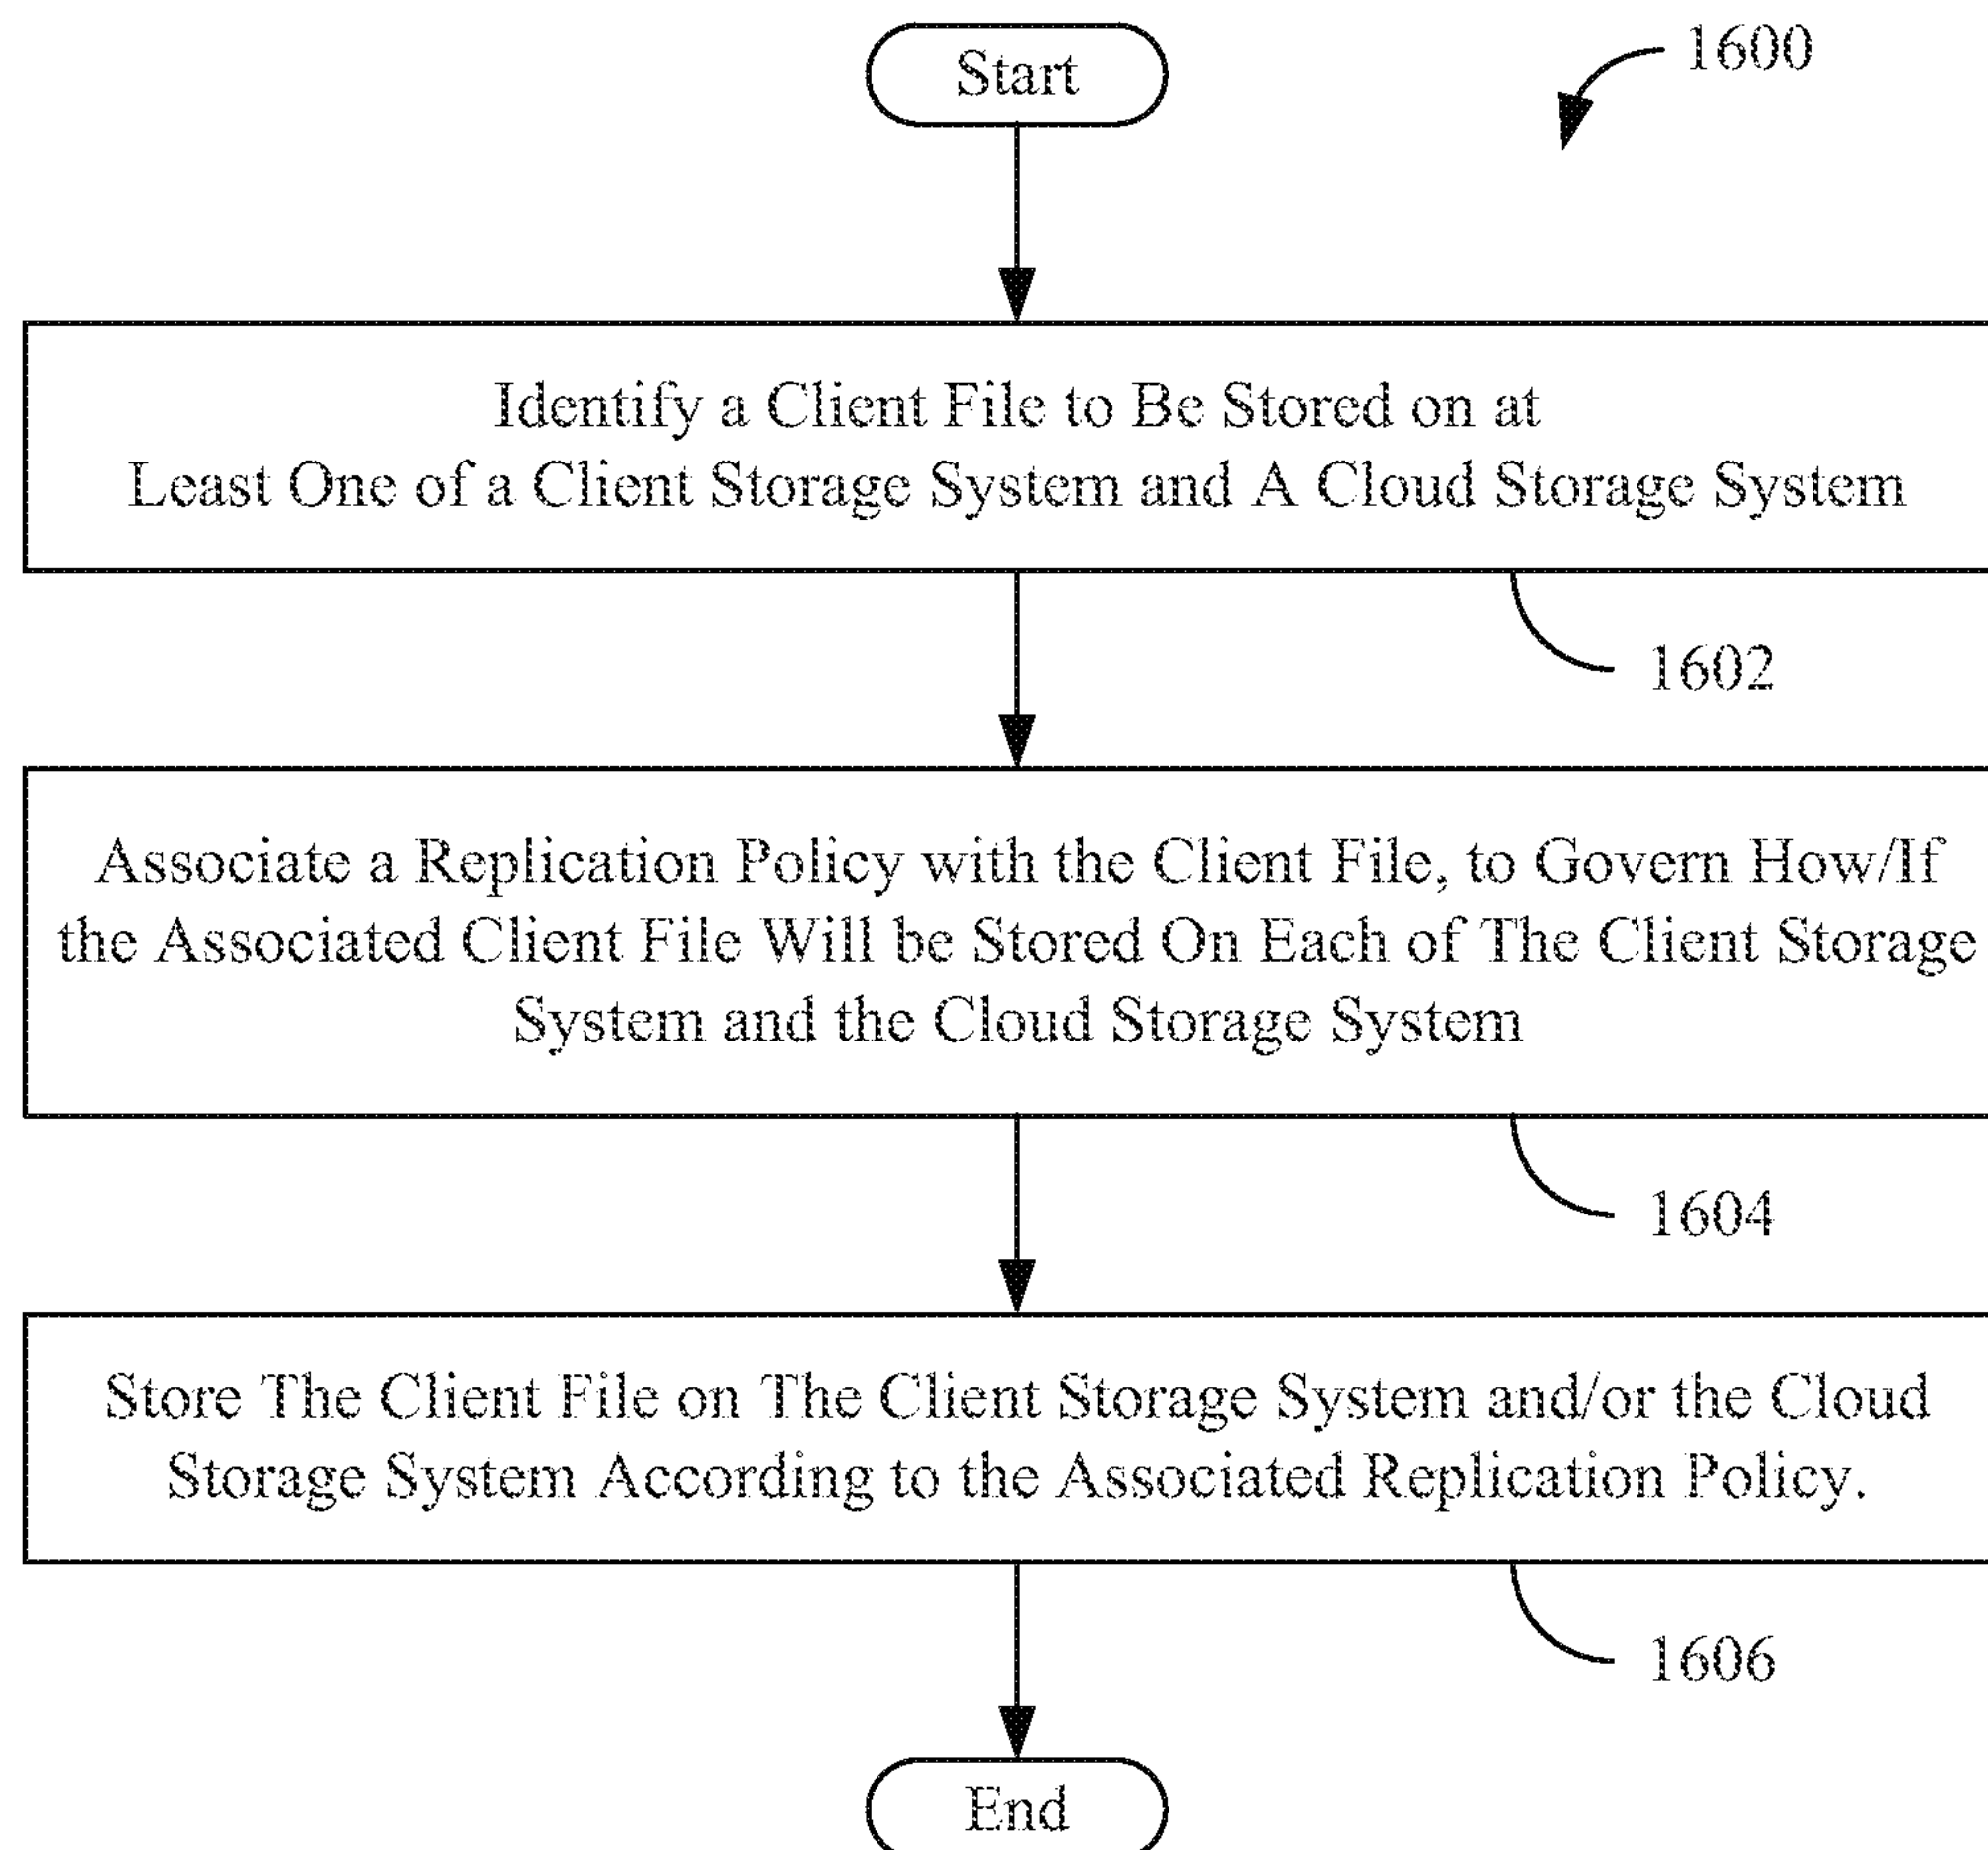 Start
1600
Identify a Client File to Be Stored on at
Least One of a Client Storage System and A Cloud Storage System
1602
Associate a Replication Policy with the Client File, to Govern How/If
the Associated Client File Will be Stored On Each of The Client Storage
System and the Cloud Storage System
1604
Store The Client File on The Client Storage System and/or the Cloud
Storage System According to the Associated Replication Policy.
1606
End